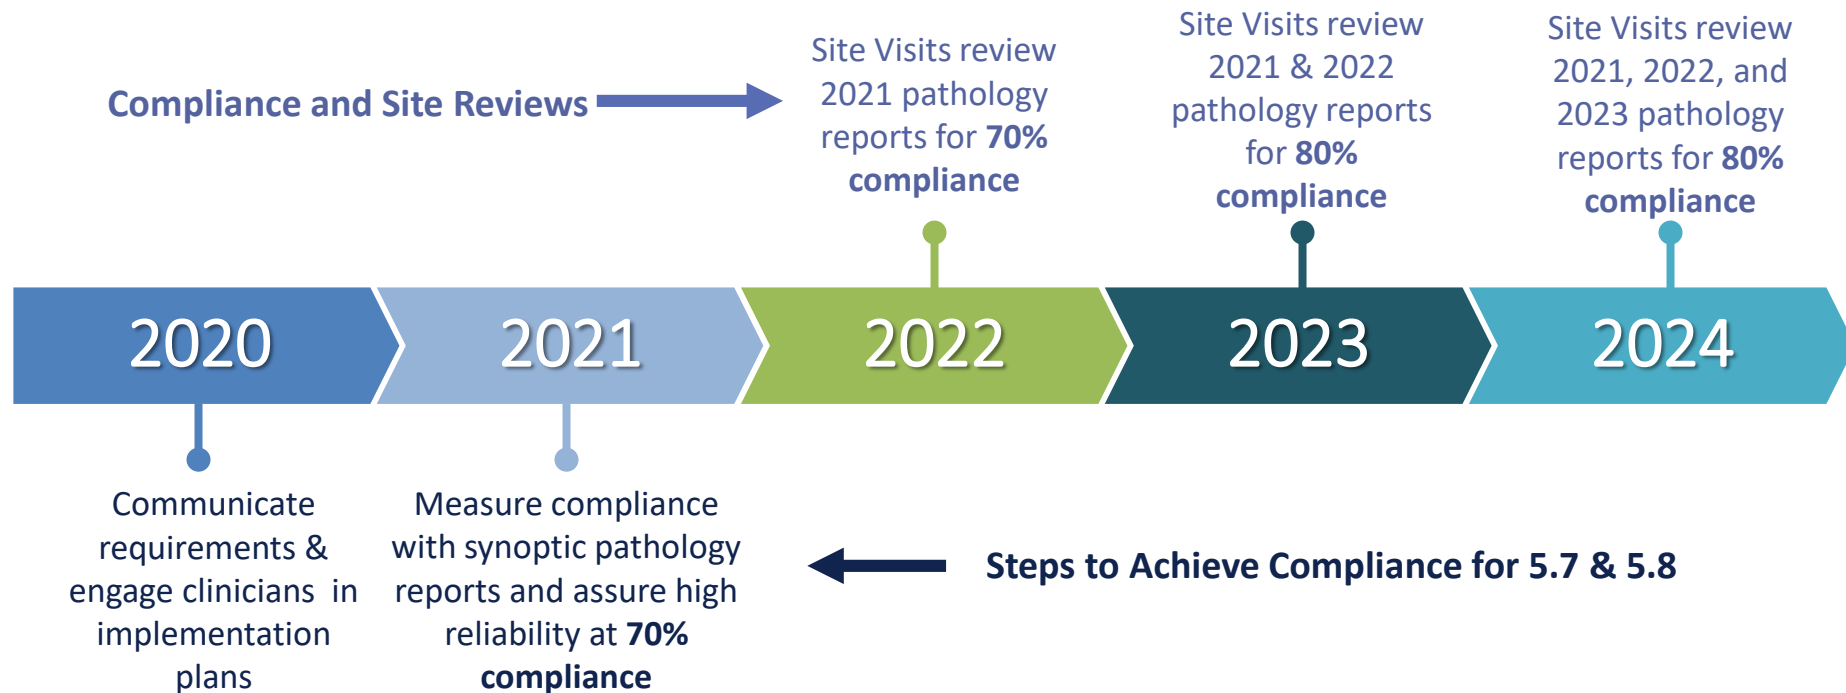 Compliance and Site Reviews
Site Visits review
2021 pathology
reports for 70%
compliance
Site Visits review
2021 & 2022
pathology reports
for 80%
compliance
Site Visits review
2021, 2022, and
2023 pathology
reports for 80%
compliance
2020
2021
2022
2023
2024
Communicate
requirements &
engage clinicians in
implementation
plans
Measure compliance
with synoptic pathology
reports and assure high
reliability at 70%
compliance
Steps to Achieve Compliance for 5.7 & 5.8